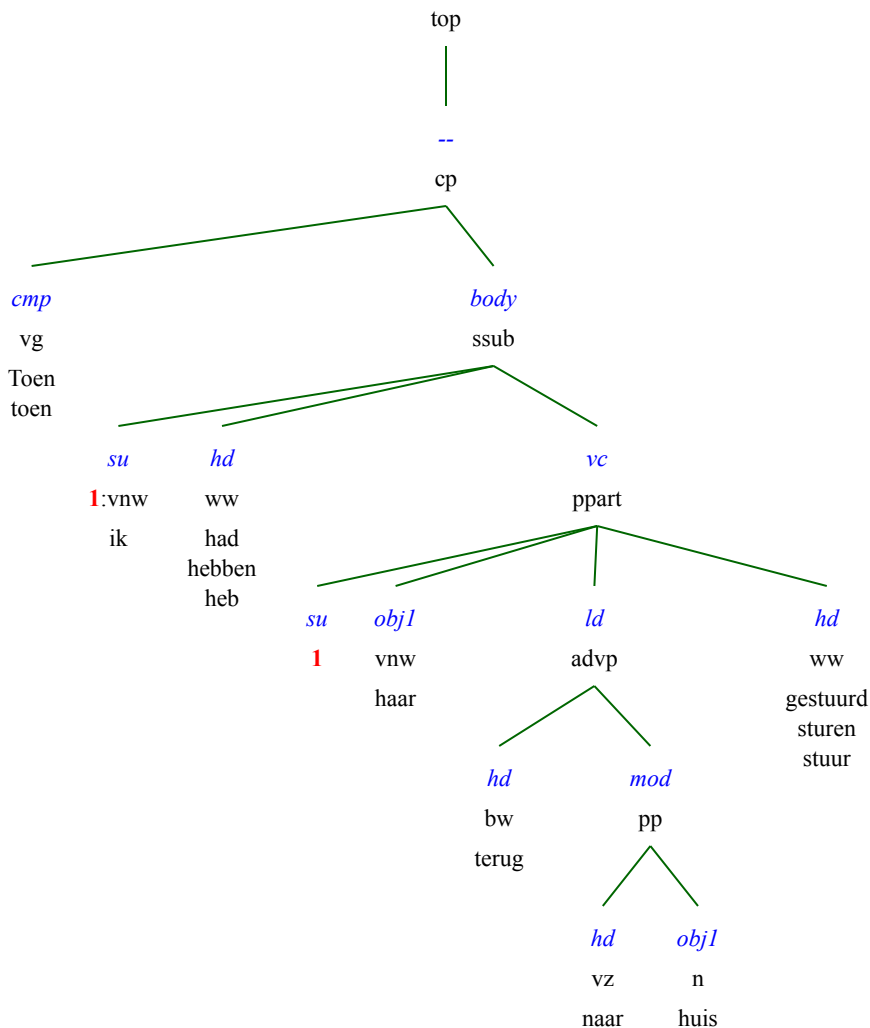 top
--
cp
cmp body
vg ssub
Toen
toen
su hd vc
1:vnw ww ppart
ik had
hebben
heb
su obj1 ld hd
1 vnw advp ww
haar gestuurd
sturen
stuur
hd mod
bw pp
terug
hd obj1
vz n
naar huis